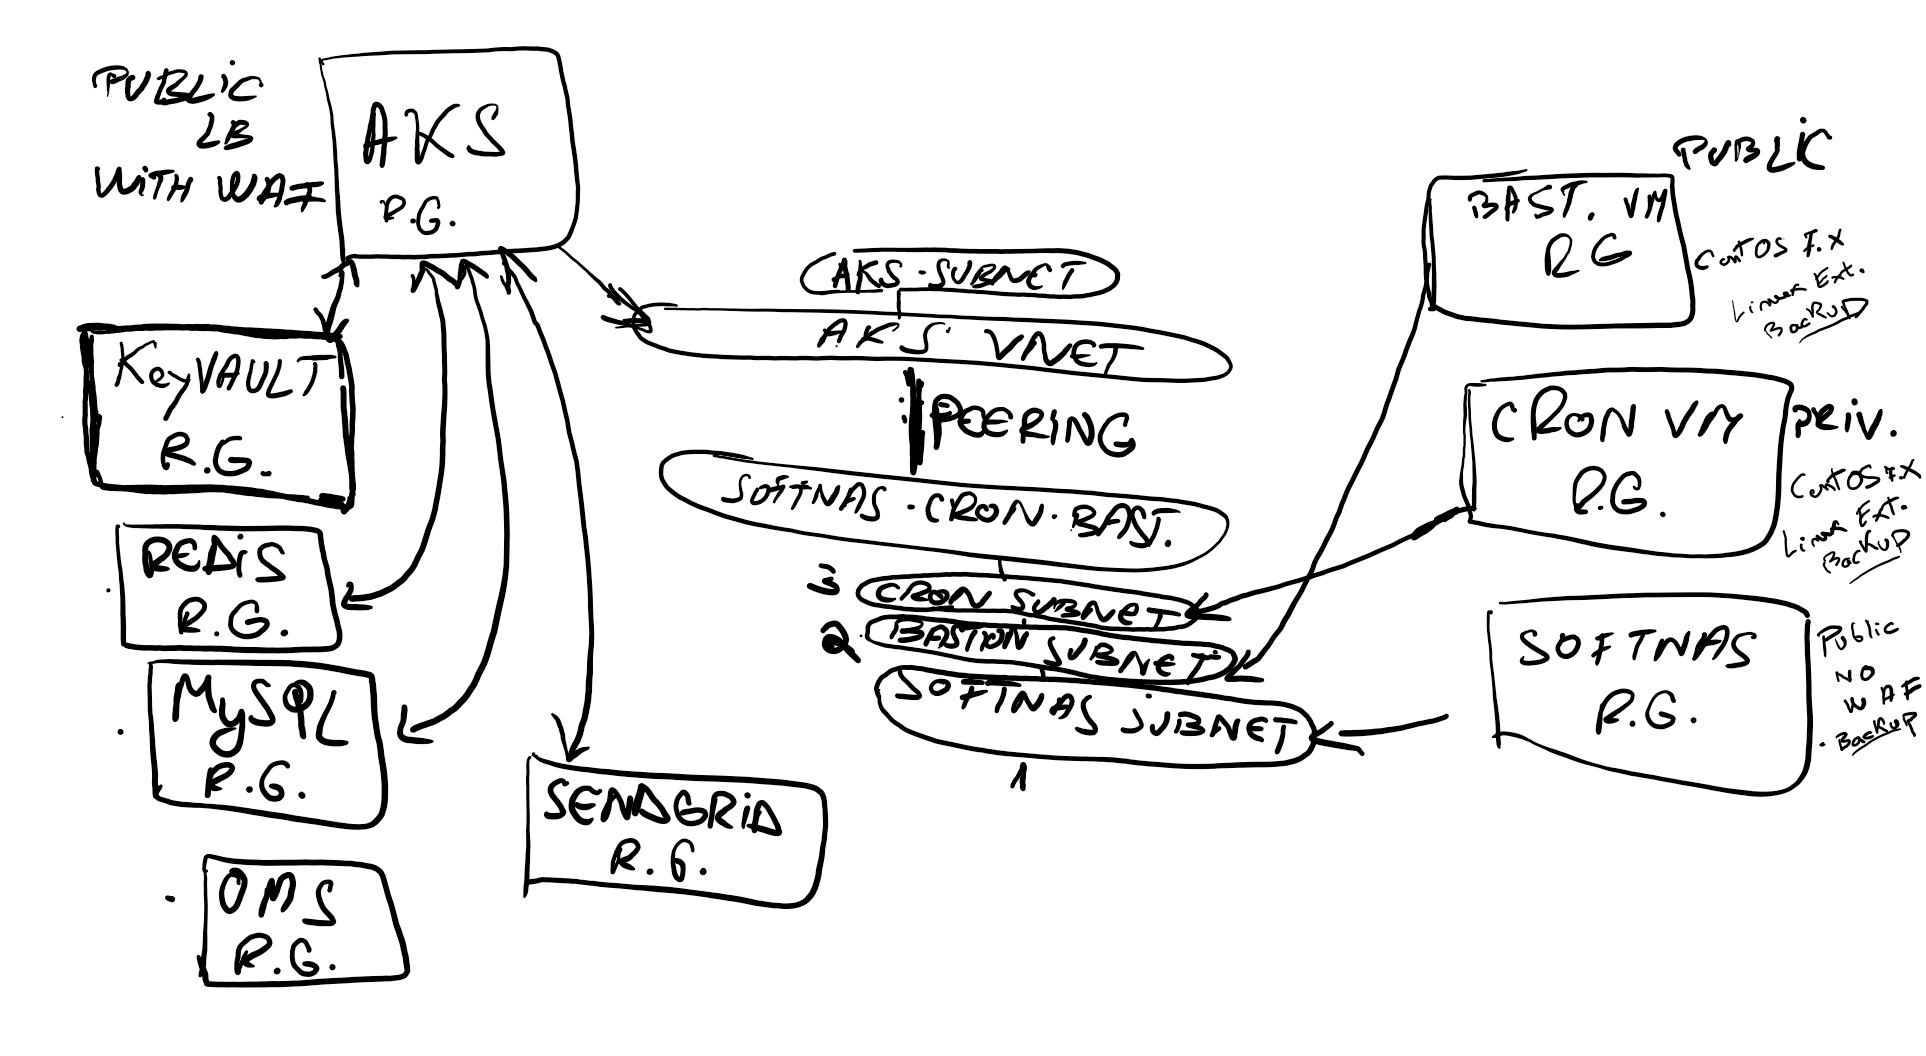 PUBLIC
LB
WITH WAF
AKS
R.G.
KeyVAULT
R.G.
REDIS
R.G.
MySQL
R.G.
OMS
R.G.
SENDGRID
R.G.
AKS-SUBNET
AKS VNET
PEERING
SOFTNAS-CRON-BAST.
3
CRON SUBNET
2
BASTION SUBNET
SOFTNAS SUBNET
1
PUBLIC
BAST. VM
RG
CentOS 7.X
Linux Ext.
BackUP
CRON VM
R.G.
PRIV.
CentOS 7.X
Linux Ext.
BackUP
SOFTNAS
R.G.
Public
NO
WAF
BackUP